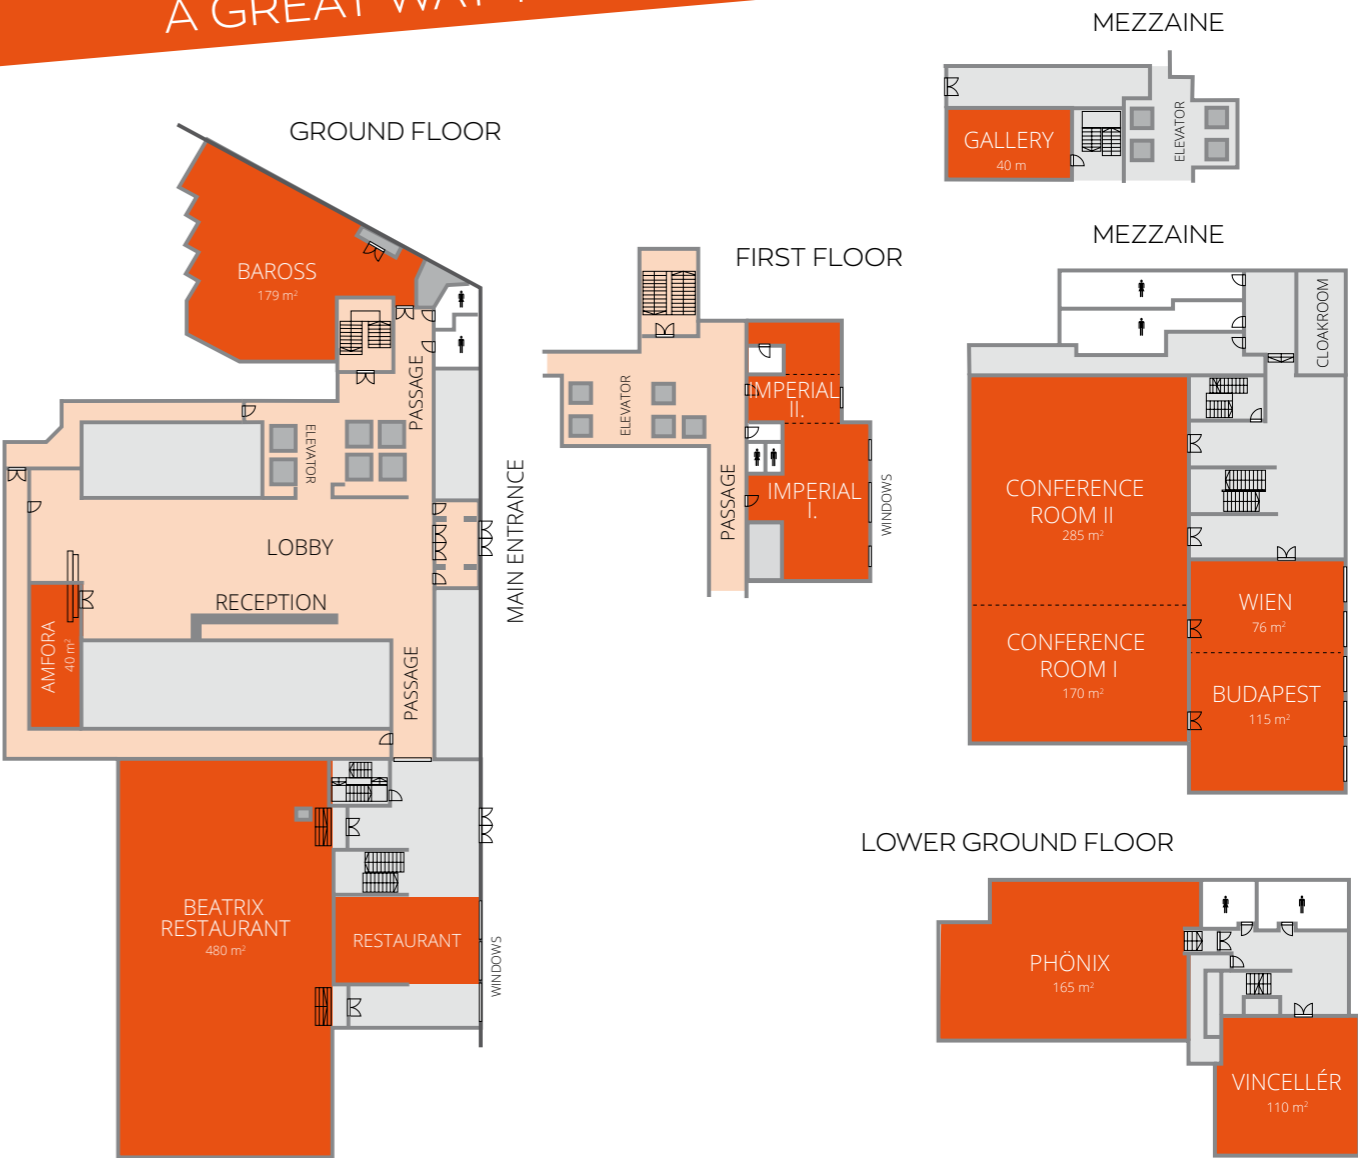 A GREAT WAY
MEZZAINE
GALLERY
40 m
ELEVATOR
GROUND FLOOR
BAROSS
179 m²
PASSAGE
ELEVATOR
LOBBY
MAIN ENTRANCE
RECEPTION
AMFORA
40 m²
PASSAGE
BEATRIX
RESTAURANT
480 m²
RESTAURANT
WINDOWS
FIRST FLOOR
ELEVATOR
IMPERIAL
II.
PASSAGE
IMPERIAL
I.
WINDOWS
MEZZAINE
CLOAKROOM
CONFERENCE
ROOM II
285 m²
WIEN
76 m²
CONFERENCE
ROOM I
170 m²
BUDAPEST
115 m²
LOWER GROUND FLOOR
PHÖNIX
165 m²
VINCELLÉR
110 m²